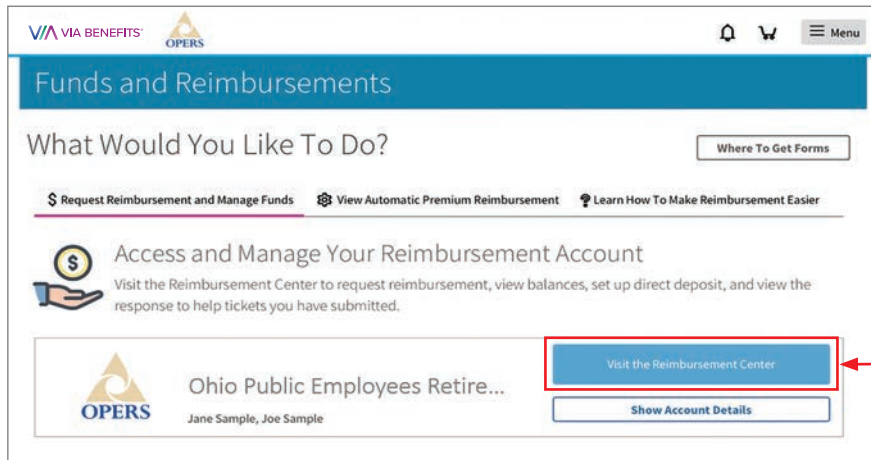 VIA BENEFITS
OPERS
Menu
Funds and Reimbursements
What Would You Like To Do?
Where To Get Forms
$ Request Reimbursement and Manage Funds
View Automatic Premium Reimbursement
Learn How To Make Reimbursement Easier
Access and Manage Your Reimbursement Account
Visit the Reimbursement Center to request reimbursement, view balances, set up direct deposit, and view the
response to help tickets you have submitted.
OPERS
Ohio Public Employees Retire...
Jane Sample, Joe Sample
Visit the Reimbursement Center
Show Account Details